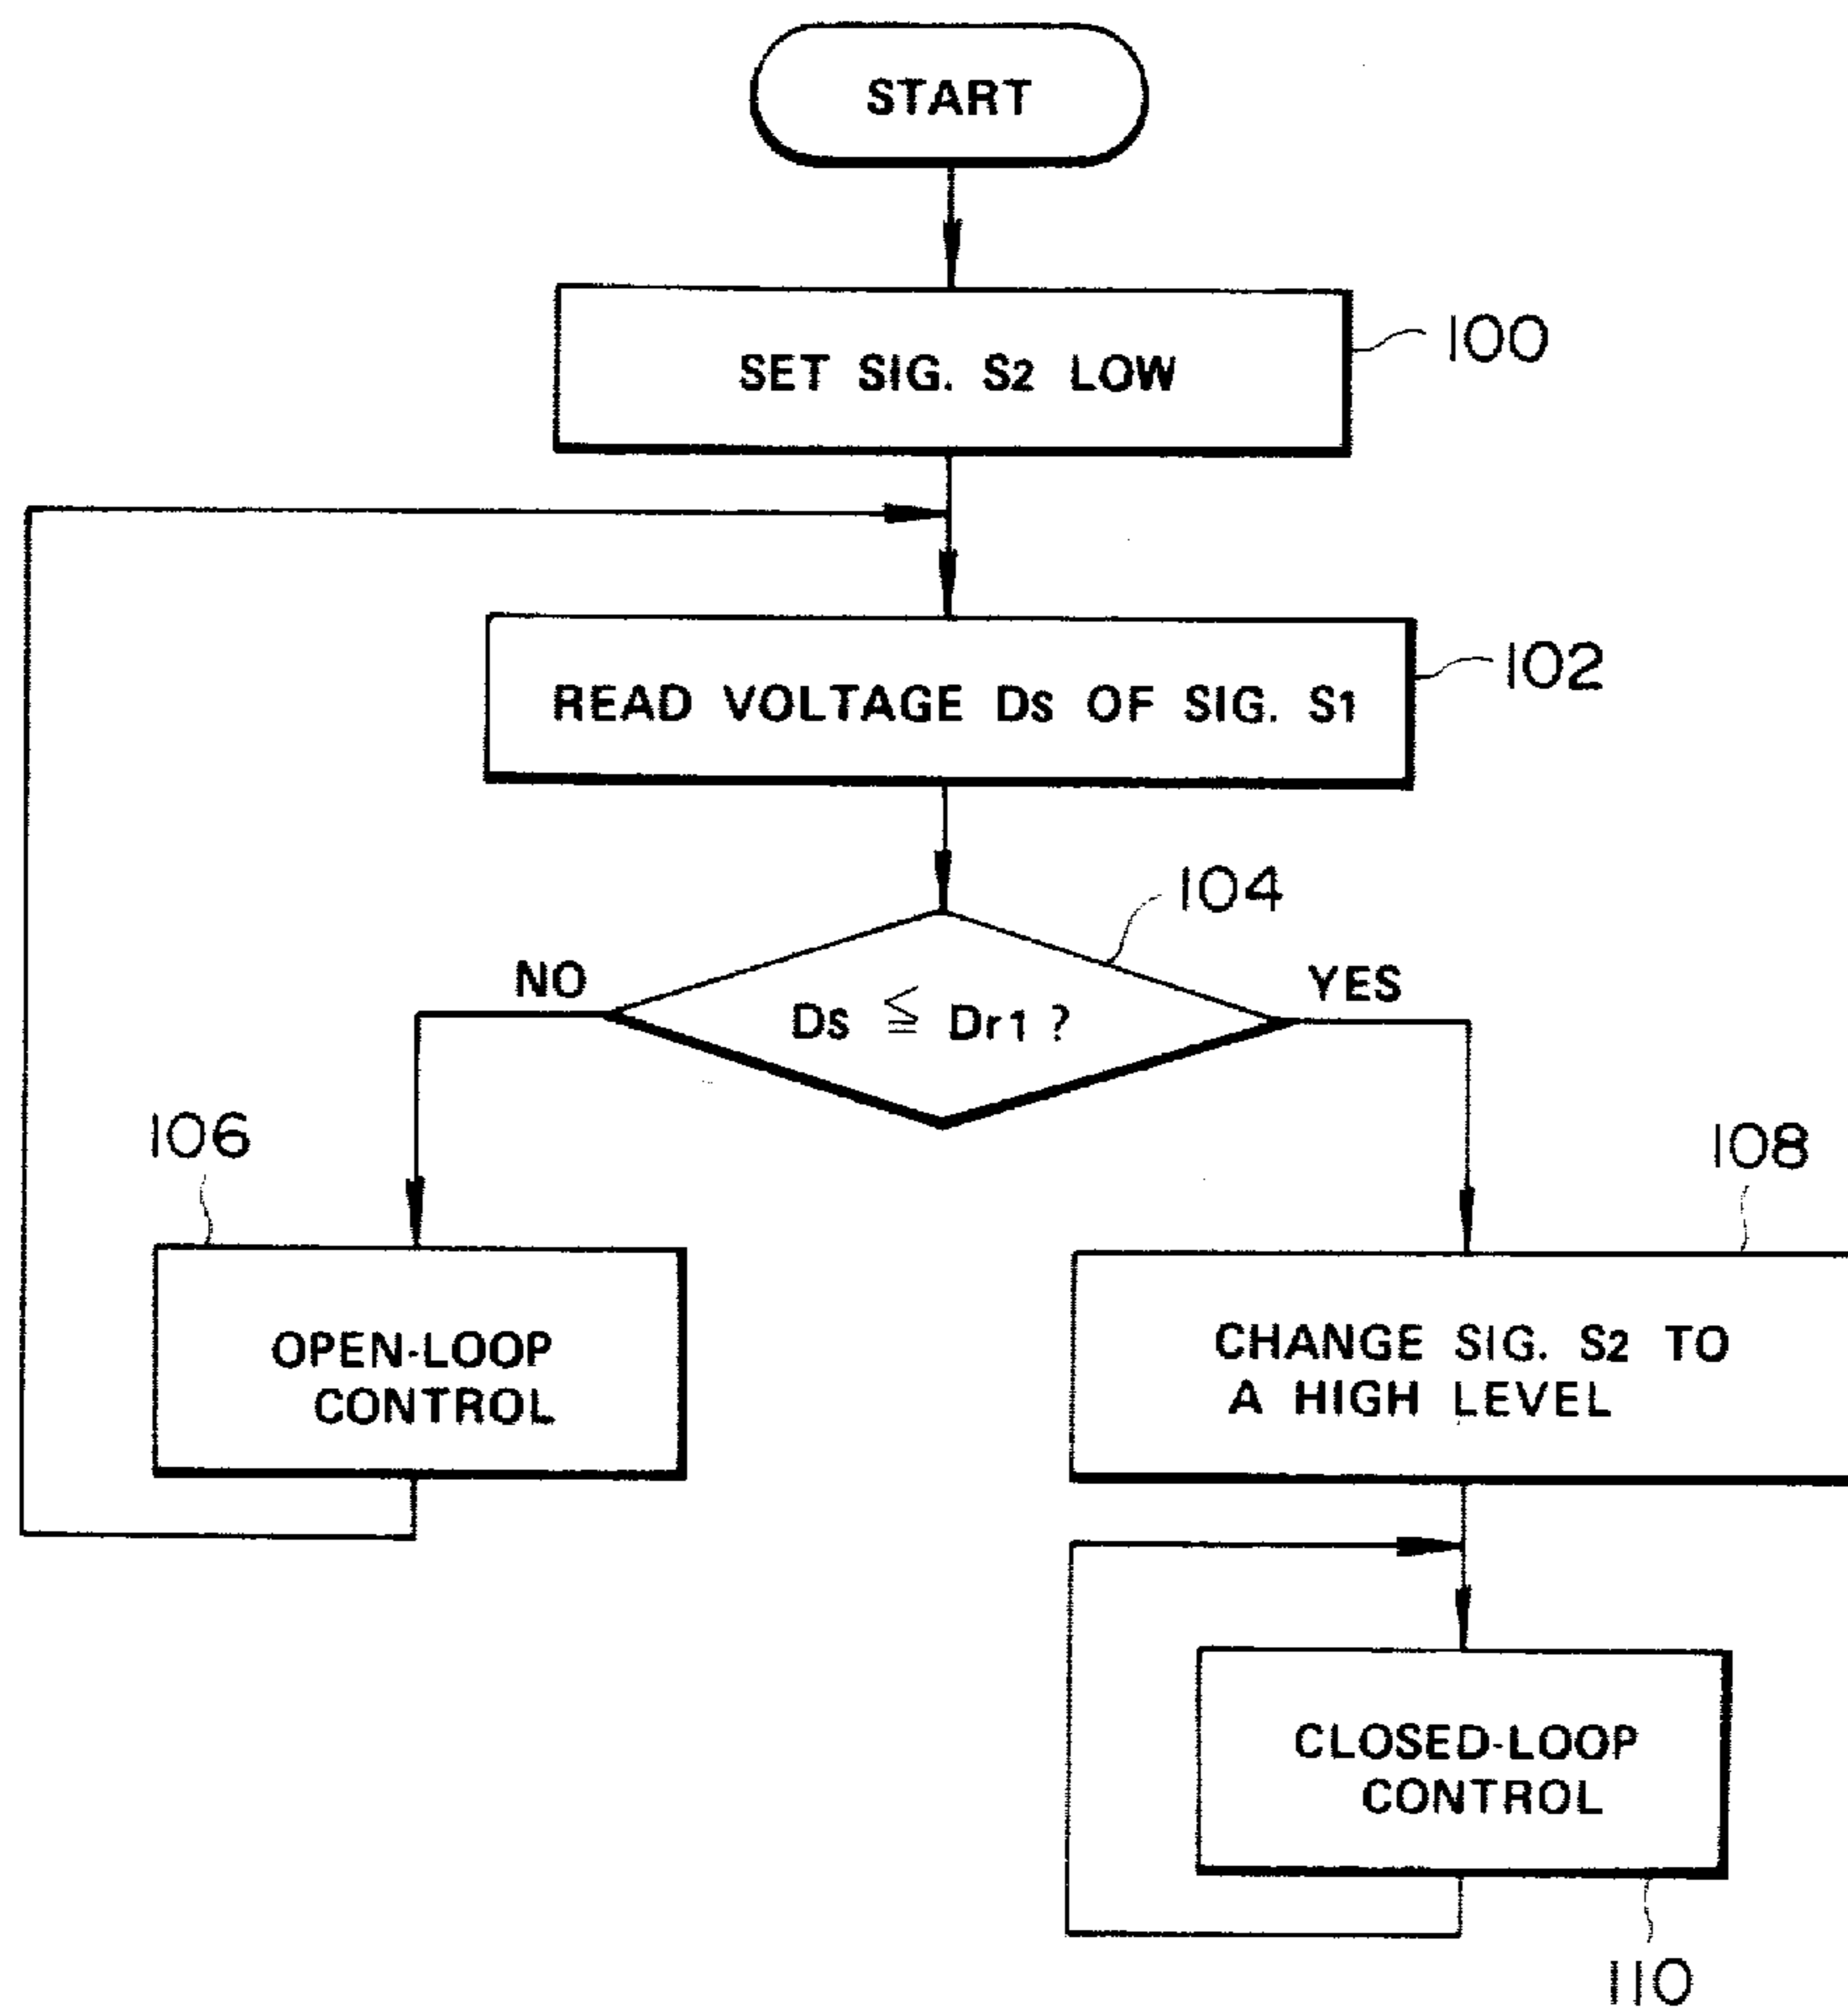 START
SET SIG. S2 LOW
100
READ VOLTAGE Ds OF SIG. S1
102
104
NO
Ds ≦ Dr1 ?
YES
106
108
OPEN-LOOP
CONTROL
CHANGE SIG. S2 TO
A HIGH LEVEL
CLOSED-LOOP
CONTROL
110